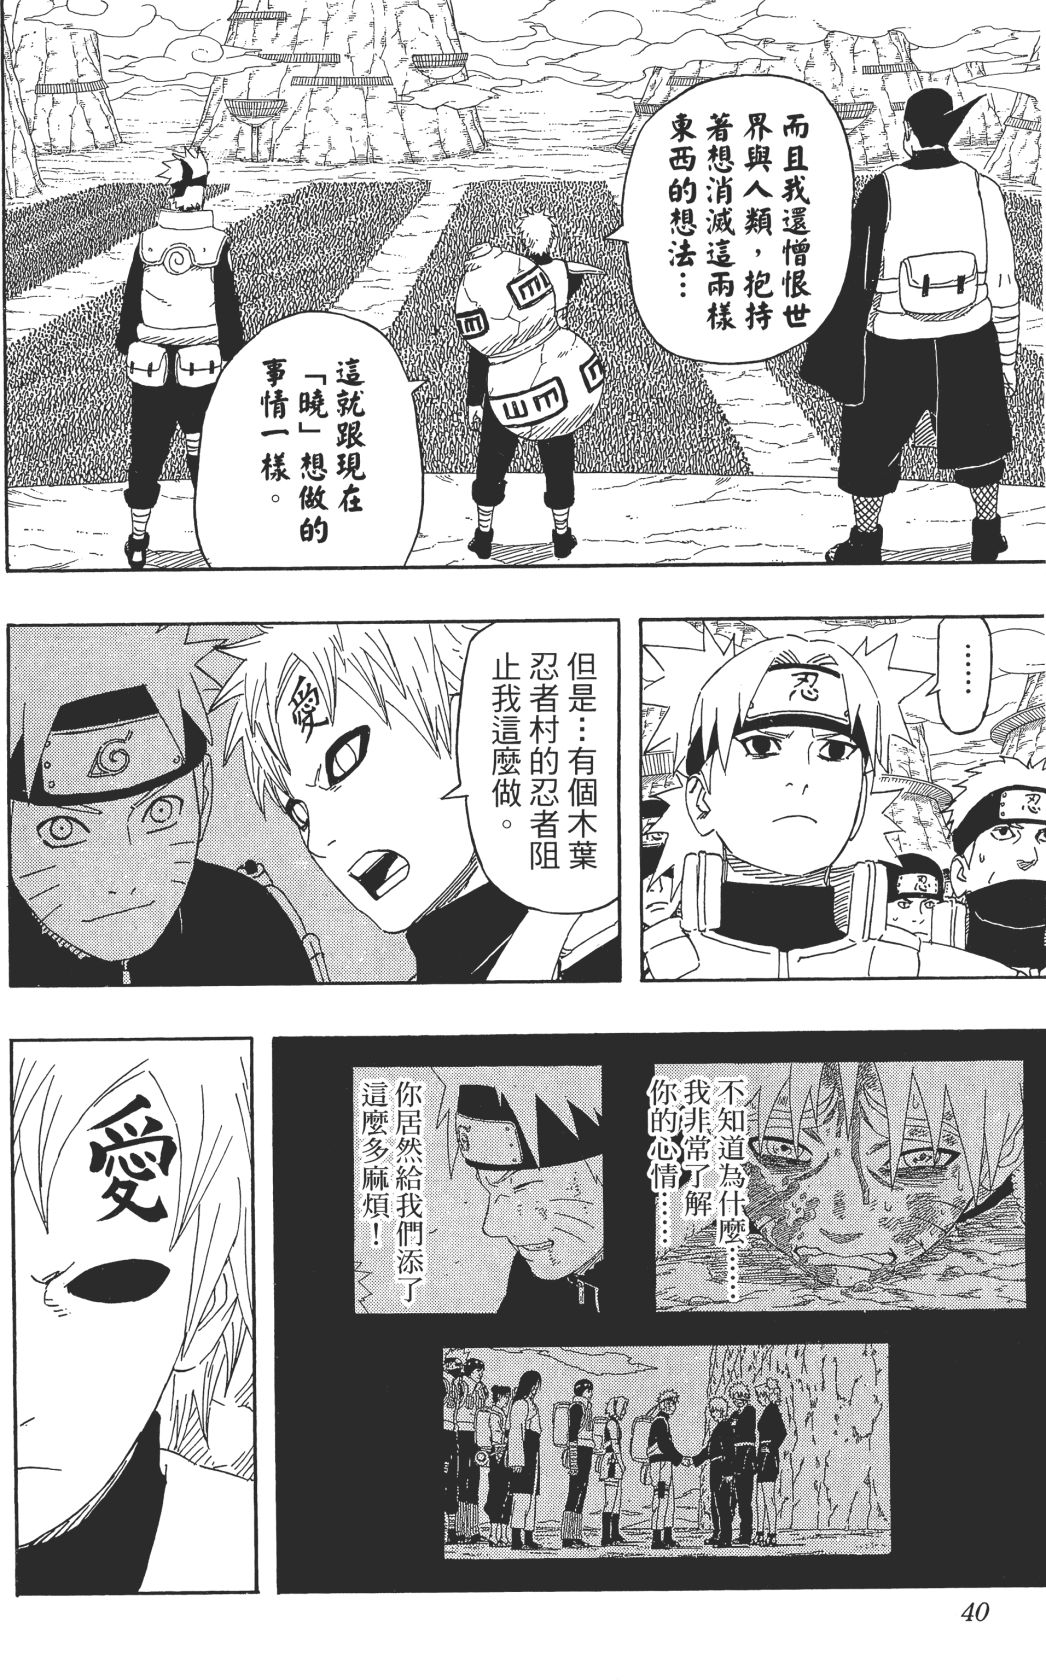 而且我還憎恨世
界與人類，抱持
著想消滅這兩樣
東西的想法…
這就跟現在
「曉」想做的
事情一樣。
……
忍
忍
忍
但是…有個木葉
忍者村的忍者阻
止我這麼做。
愛
不知道為什麼……
我非常了解
你的心情……
你居然給我們添了
這麼多麻煩！
愛
40